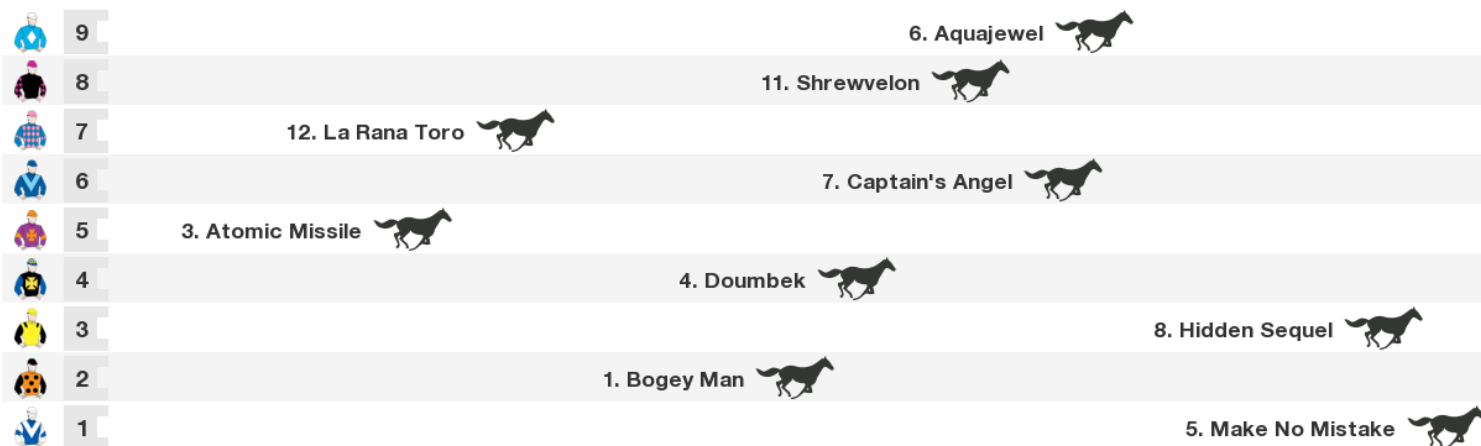 9 6. Aquajewel
8 11. Shrewvelon
7 12. La Rana Toro
6 7. Captain's Angel
5 3. Atomic Missile
4 4. Doumbek
3 8. Hidden Sequel
2 1. Bogey Man
1 5. Make No Mistake